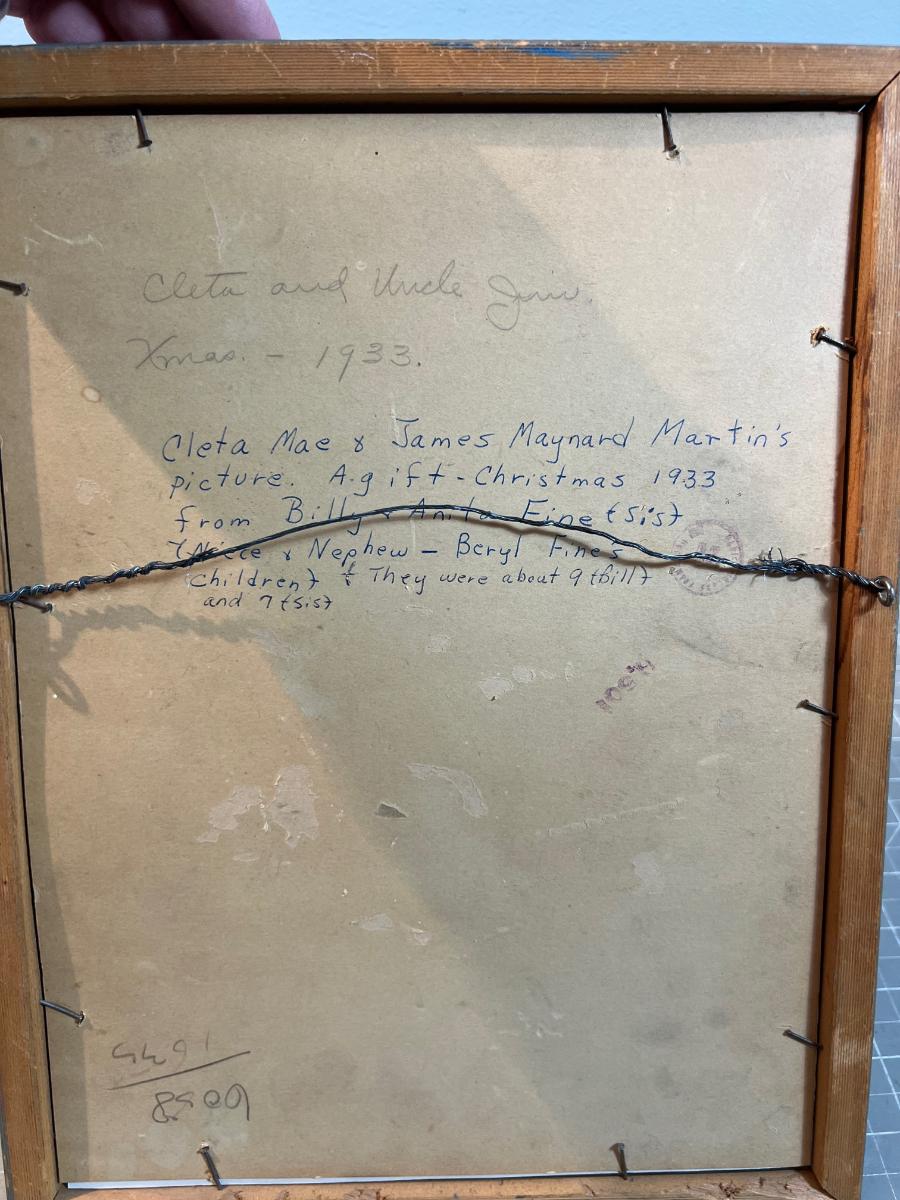 Cleta and Uncle Jim.
Xmas. - 1933.
Cleta Mae & James Maynard Martin's
picture. A gift - Christmas 1933
from Billy & Anita Fine (Sis)
(Niece & Nephew - Beryl Fine's
children) & They were about 9 (Bill)
and 7 (Sis)